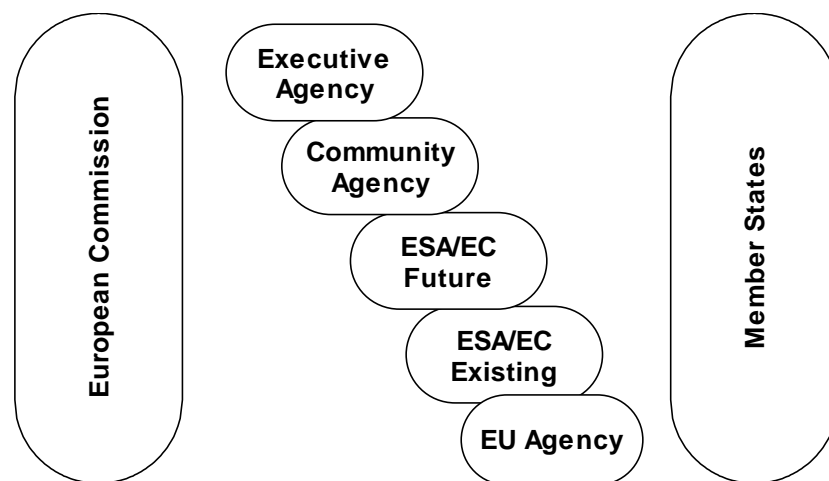 European Commission
Executive
Agency
Community
Agency
ESA/EC
Future
ESA/EC
Existing
EU Agency
Member States